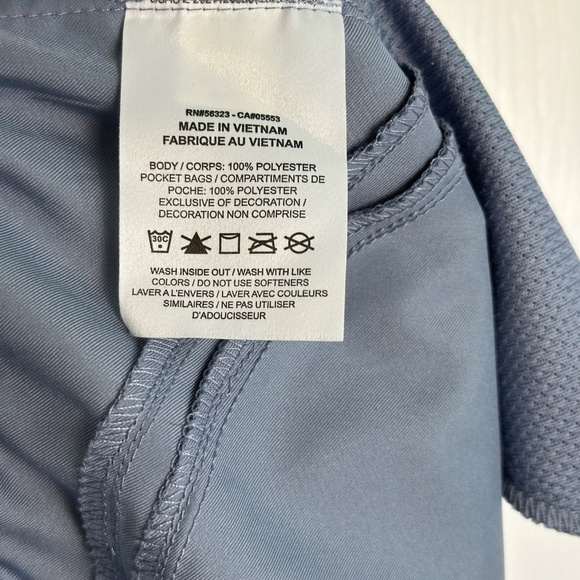 RN#56323 - CA#05553
MADE IN VIETNAM
FABRIQUE AU VIETNAM
BODY / CORPS: 100% POLYESTER
POCKET BAGS / COMPARTIMENTS DE
POCHE: 100% POLYESTER
EXCLUSIVE OF DECORATION /
DECORATION NON COMPRISE
30C
WASH INSIDE OUT / WASH WITH LIKE
COLORS / DO NOT USE SOFTENERS
LAVER A L'ENVERS / LAVER AVEC COULEURS
SIMILAIRES / NE PAS UTILISER
D'ADOUCISSEUR